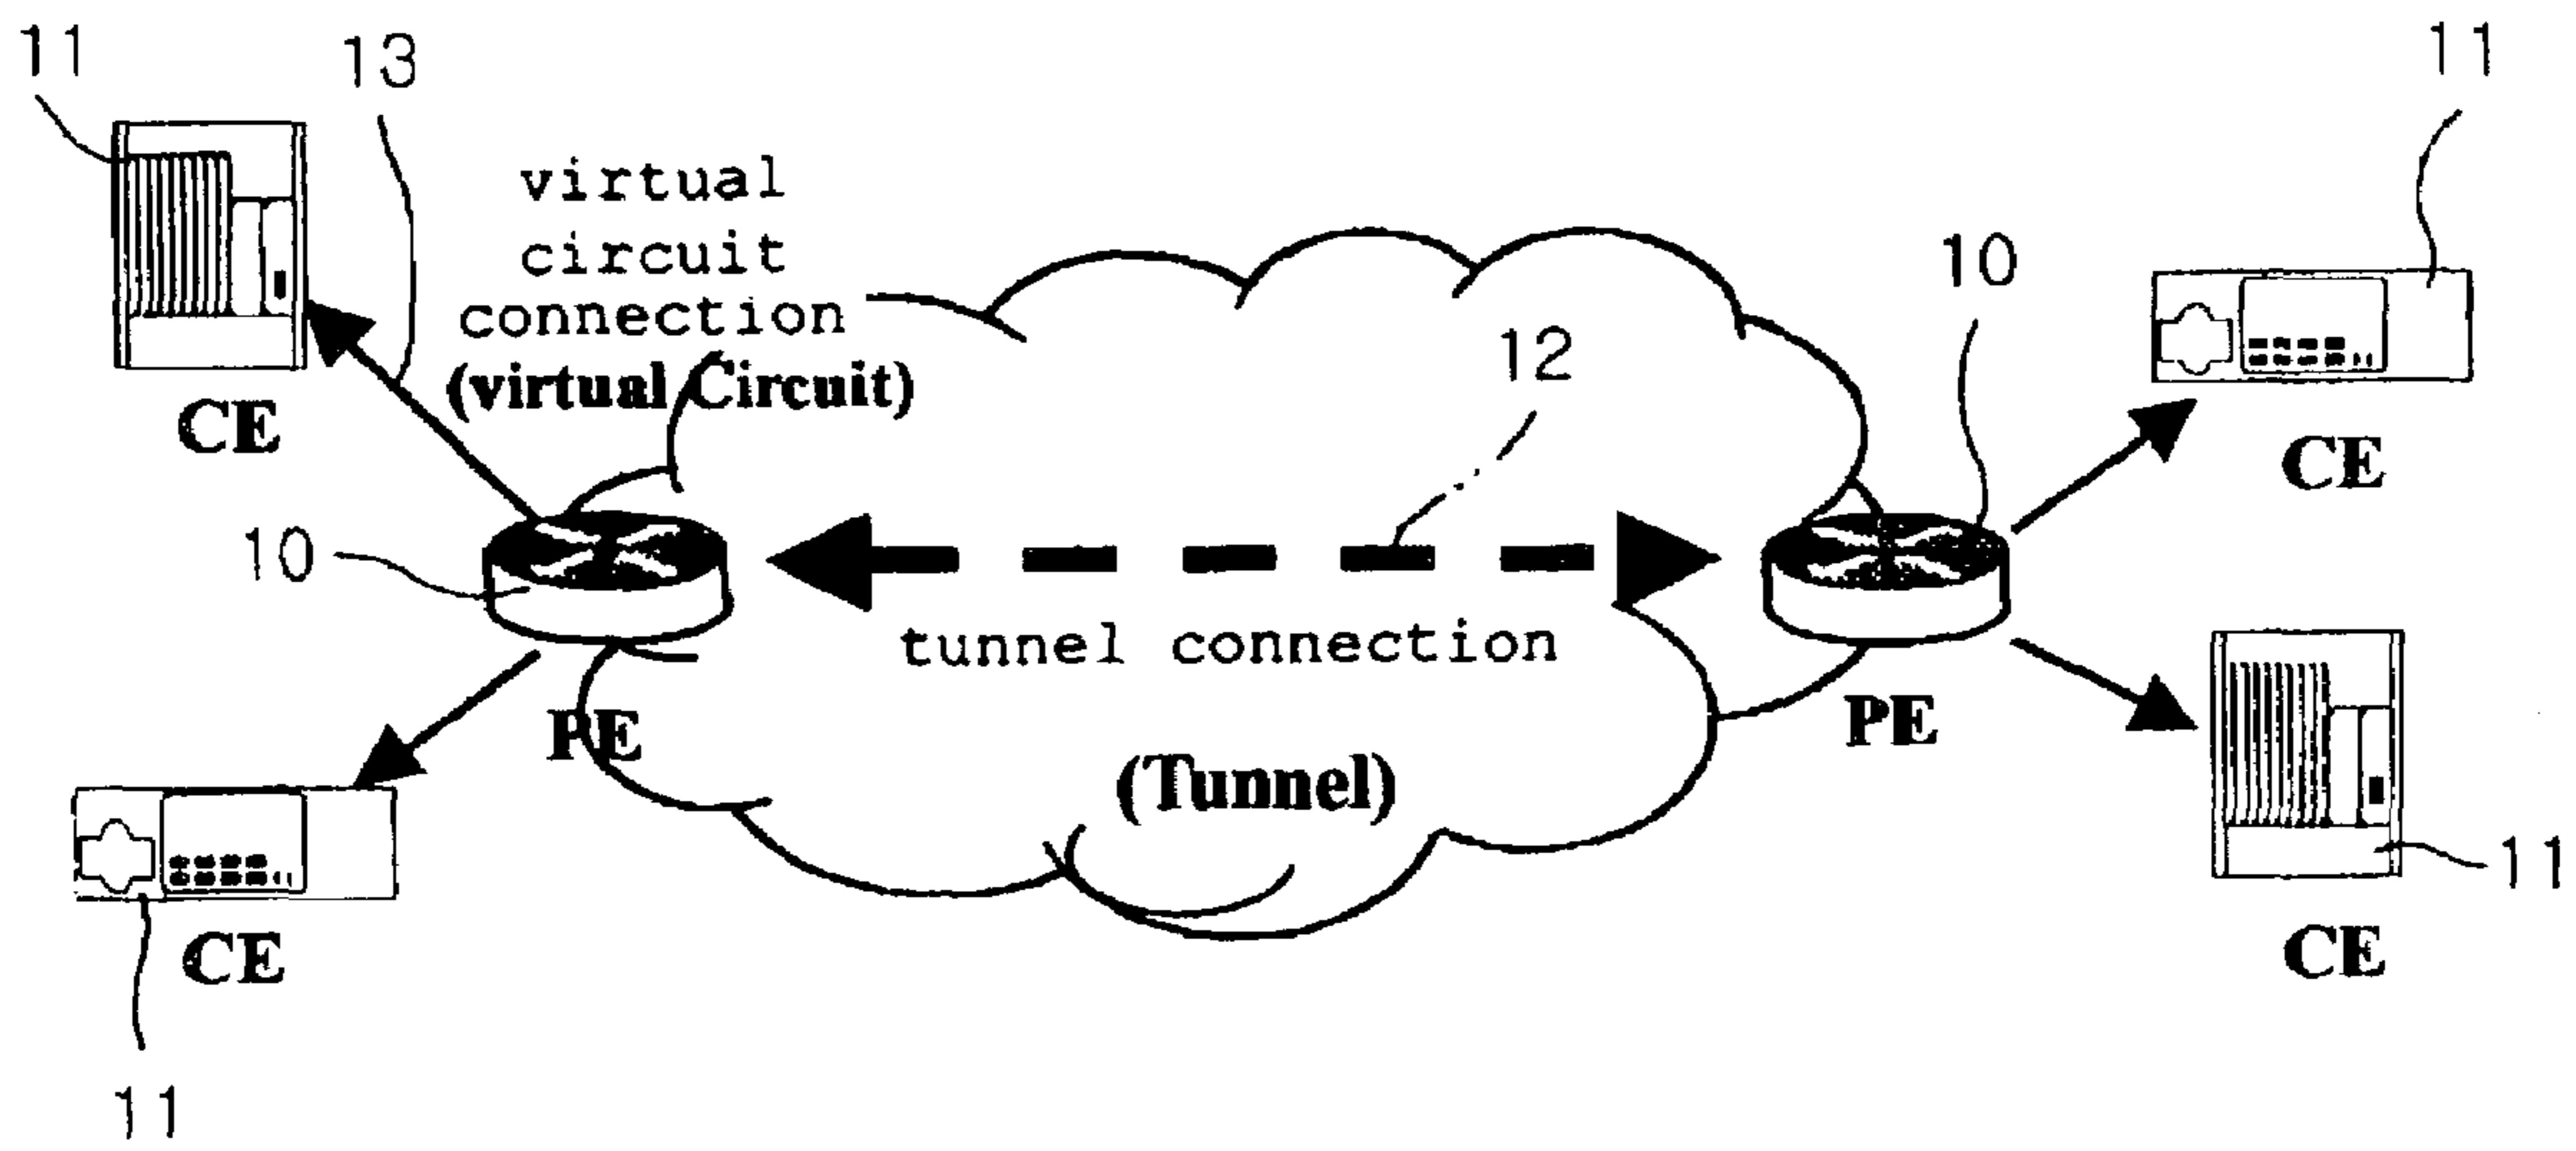 11
13
11
virtual
circuit
connection
(virtual Circuit)
10
12
CE
CE
10
tunnel connection
PE
PE
(Tunnel)
11
CE
CE
11